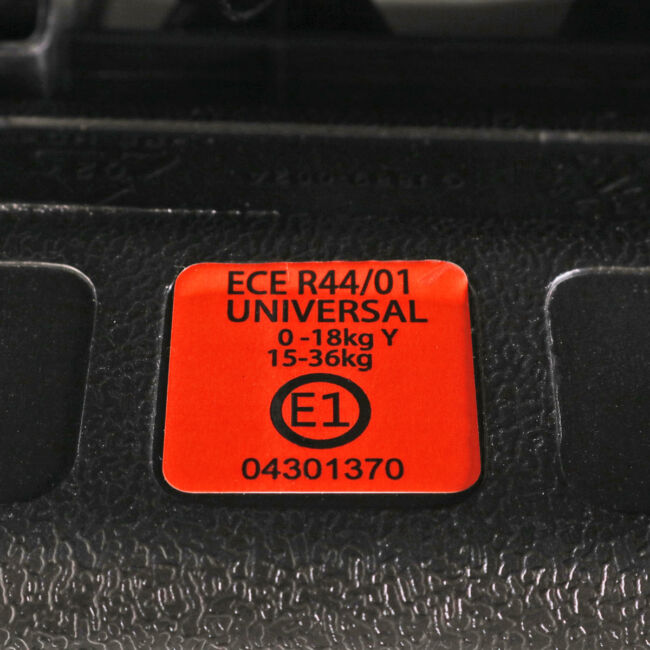 ECE R44/01
UNIVERSAL
0 -18kg Y
15-36kg
E1
04301370